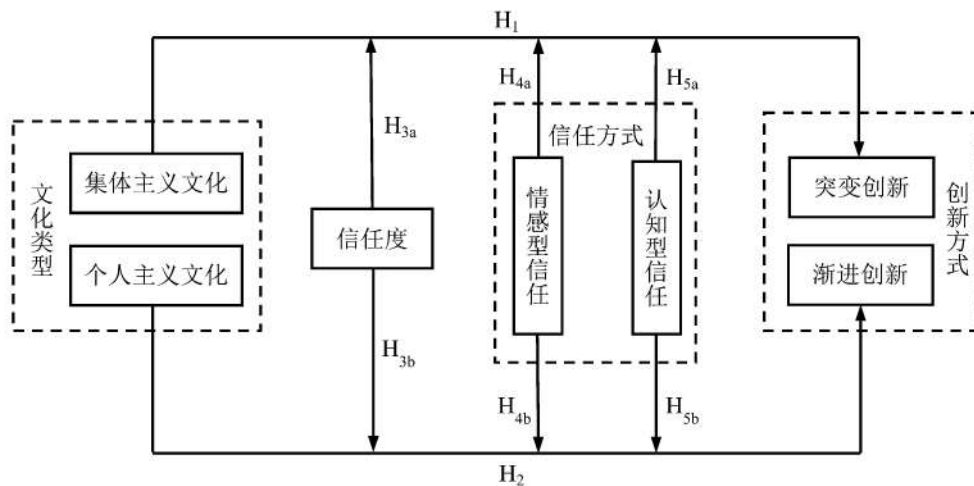 H₁
H₄ₐ
H₅ₐ
H₃ₐ
信任方式
文化类型
集体主义文化
个人主义文化
信任度
情感型信任
认知型信任
突变创新
渐进创新
创新方式
H₃b
H₄b
H₅b
H₂